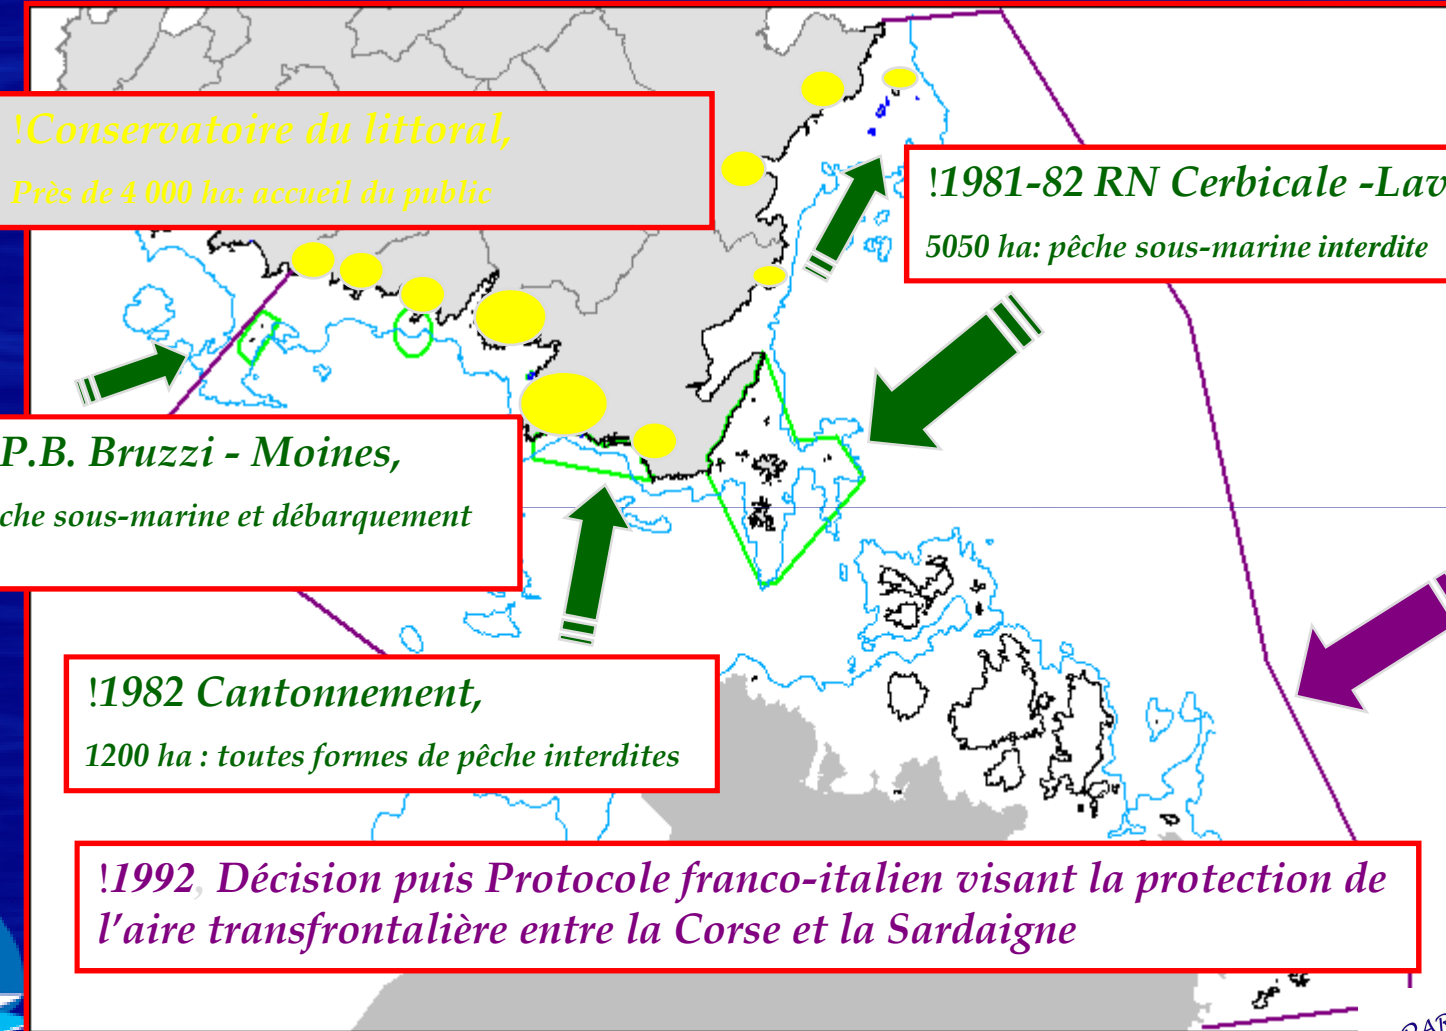 !Conservatoire du littoral,
Près de 4 000 ha: accueil du public
!1981-82 RN Cerbicale -Lav
5050 ha: pêche sous-marine interdite
P.B. Bruzzi - Moines,
che sous-marine et débarquement
!1982 Cantonnement,
1200 ha : toutes formes de pêche interdites
!1992, Décision puis Protocole franco-italien visant la protection de
l’aire transfrontalière entre la Corse et la Sardaigne